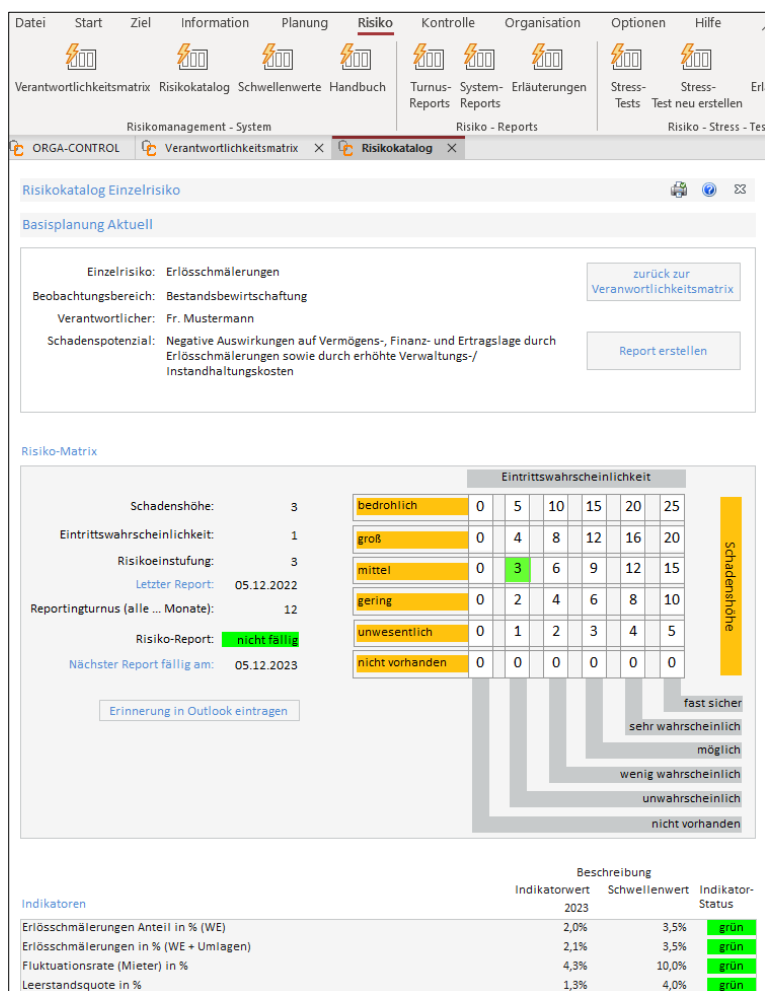 Datei Start Ziel Information Planung Risiko Kontrolle Organisation Optionen Hilfe
Verantwortlichkeitsmatrix Risikokatalog Schwellenwerte Handbuch Turnus- System- Erläuterungen Stress- Stress-
Reports Reports Tests Test neu erstellen
Risikomanagement - System Risiko - Reports Risiko - Stress - Tes
ORGA-CONTROL Verantwortlichkeitsmatrix Risikokatalog
Risikokatalog Einzelrisiko
Basisplanung Aktuell
Einzelrisiko: Erlösschmälerungen
Beobachtungsbereich: Bestandsbewirtschaftung
Verantwortlicher: Fr. Mustermann
Schadenspotenzial: Negative Auswirkungen auf Vermögens-, Finanz- und Ertragslage durch
Erlösschmälerungen sowie durch erhöhte Verwaltungs-/
Instandhaltungskosten
zurück zur
Veranwortlichkeitsmatrix
Report erstellen
Risiko-Matrix
Schadenshöhe: 3
Eintrittswahrscheinlichkeit: 1
Risikoeinstufung: 3
Letzter Report: 05.12.2022
Reportingturnus (alle ... Monate): 12
Risiko-Report: nicht fällig
Nächster Report fällig am: 05.12.2023
Erinnerung in Outlook eintragen
Eintrittswahrscheinlichkeit
bedrohlich 0 5 10 15 20 25
groß 0 4 8 12 16 20
mittel 0 3 6 9 12 15
gering 0 2 4 6 8 10
unwesentlich 0 1 2 3 4 5
nicht vorhanden 0 0 0 0 0 0
Schadenshöhe
fast sicher
sehr wahrscheinlich
möglich
wenig wahrscheinlich
unwahrscheinlich
nicht vorhanden
Beschreibung
Indikatoren Indikatorwert Schwellenwert Indikator-
2023 Status
Erlösschmälerungen Anteil in % (WE) 2,0% 3,5% grün
Erlösschmälerungen in % (WE + Umlagen) 2,1% 3,5% grün
Fluktuationsrate (Mieter) in % 4,3% 10,0% grün
Leerstandsquote in % 1,3% 4,0% grün